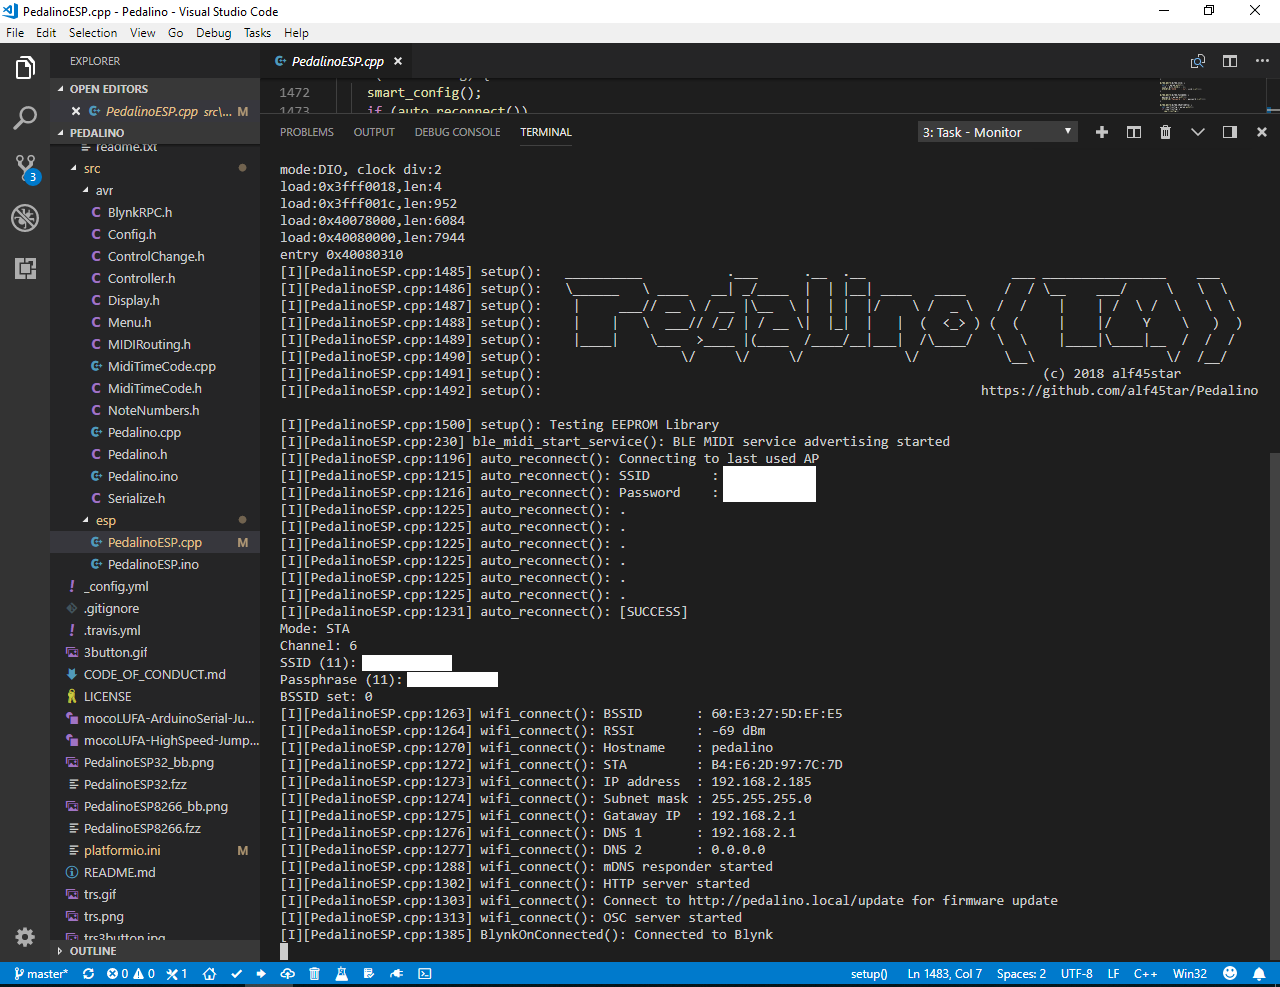 PedalinoESP.cpp - Pedalino - Visual Studio Code
File Edit Selection View Go Debug Tasks Help
EXPLORER
OPEN EDITORS
PedalinoESP.cpp src\... M
PEDALINO
readme.txt
src
avr
BlynkRPC.h
Config.h
ControlChange.h
Controller.h
Display.h
Menu.h
MIDIRouting.h
MidiTimeCode.cpp
MidiTimeCode.h
NoteNumbers.h
Pedalino.cpp
Pedalino.h
Pedalino.ino
Serialize.h
esp
PedalinoESP.cpp M
PedalinoESP.ino
_config.yml
.gitignore
.travis.yml
3button.gif
CODE_OF_CONDUCT.md
LICENSE
mocoLUFA-ArduinoSerial-Ju...
mocoLUFA-HighSpeed-Jump...
PedalinoESP32_bb.png
PedalinoESP32.fzz
PedalinoESP8266_bb.png
PedalinoESP8266.fzz
platformio.ini M
README.md
trs.gif
trs.png
trs3button.jpg
OUTLINE
3
PedalinoESP.cpp
1472 smart_config();
1473 if (auto_reconnect())
PROBLEMS OUTPUT DEBUG CONSOLE TERMINAL
3: Task - Monitor
mode:DIO, clock div:2
load:0x3fff0018,len:4
load:0x3fff001c,len:952
load:0x40078000,len:6084
load:0x40080000,len:7944
entry 0x40080310
[I][PedalinoESP.cpp:1485] setup():
[I][PedalinoESP.cpp:1486] setup():
[I][PedalinoESP.cpp:1487] setup():
[I][PedalinoESP.cpp:1488] setup():
[I][PedalinoESP.cpp:1489] setup():
[I][PedalinoESP.cpp:1490] setup():
[I][PedalinoESP.cpp:1491] setup(): (c) 2018 alf45star
[I][PedalinoESP.cpp:1492] setup(): https://github.com/alf45tar/Pedalino
[I][PedalinoESP.cpp:1500] setup(): Testing EEPROM Library
[I][PedalinoESP.cpp:230] ble_midi_start_service(): BLE MIDI service advertising started
[I][PedalinoESP.cpp:1196] auto_reconnect(): Connecting to last used AP
[I][PedalinoESP.cpp:1215] auto_reconnect(): SSID :
[I][PedalinoESP.cpp:1216] auto_reconnect(): Password :
[I][PedalinoESP.cpp:1225] auto_reconnect(): .
[I][PedalinoESP.cpp:1225] auto_reconnect(): .
[I][PedalinoESP.cpp:1225] auto_reconnect(): .
[I][PedalinoESP.cpp:1225] auto_reconnect(): .
[I][PedalinoESP.cpp:1225] auto_reconnect(): .
[I][PedalinoESP.cpp:1225] auto_reconnect(): .
[I][PedalinoESP.cpp:1231] auto_reconnect(): [SUCCESS]
Mode: STA
Channel: 6
SSID (11):
Passphrase (11):
BSSID set: 0
[I][PedalinoESP.cpp:1263] wifi_connect(): BSSID : 60:E3:27:5D:EF:E5
[I][PedalinoESP.cpp:1264] wifi_connect(): RSSI : -69 dBm
[I][PedalinoESP.cpp:1270] wifi_connect(): Hostname : pedalino
[I][PedalinoESP.cpp:1272] wifi_connect(): STA : B4:E6:2D:97:7C:7D
[I][PedalinoESP.cpp:1273] wifi_connect(): IP address : 192.168.2.185
[I][PedalinoESP.cpp:1274] wifi_connect(): Subnet mask : 255.255.255.0
[I][PedalinoESP.cpp:1275] wifi_connect(): Gataway IP : 192.168.2.1
[I][PedalinoESP.cpp:1276] wifi_connect(): DNS 1 : 192.168.2.1
[I][PedalinoESP.cpp:1277] wifi_connect(): DNS 2 : 0.0.0.0
[I][PedalinoESP.cpp:1288] wifi_connect(): mDNS responder started
[I][PedalinoESP.cpp:1302] wifi_connect(): HTTP server started
[I][PedalinoESP.cpp:1303] wifi_connect(): Connect to http://pedalino.local/update for firmware update
[I][PedalinoESP.cpp:1313] wifi_connect(): OSC server started
[I][PedalinoESP.cpp:1385] BlynkOnConnected(): Connected to Blynk
master* 0 0 1 setup() Ln 1483, Col 7 Spaces: 2 UTF-8 LF C++ Win32